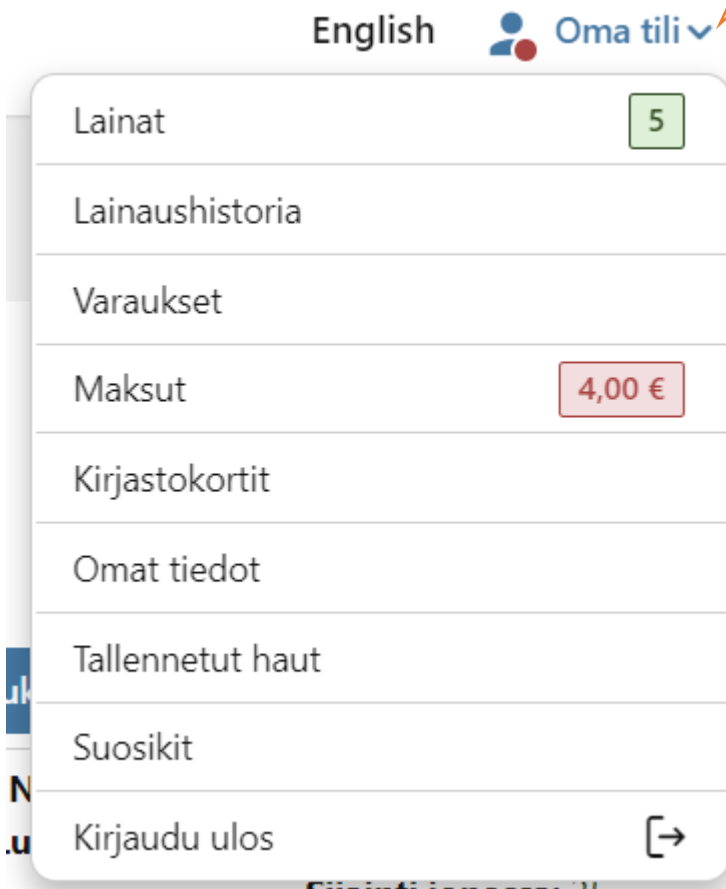 English Oma tili
Lainat 5
Lainaushistoria
Varaukset
Maksut 4,00 €
Kirjastokortit
Omat tiedot
Tallennetut haut
Suosikit
Kirjaudu ulos